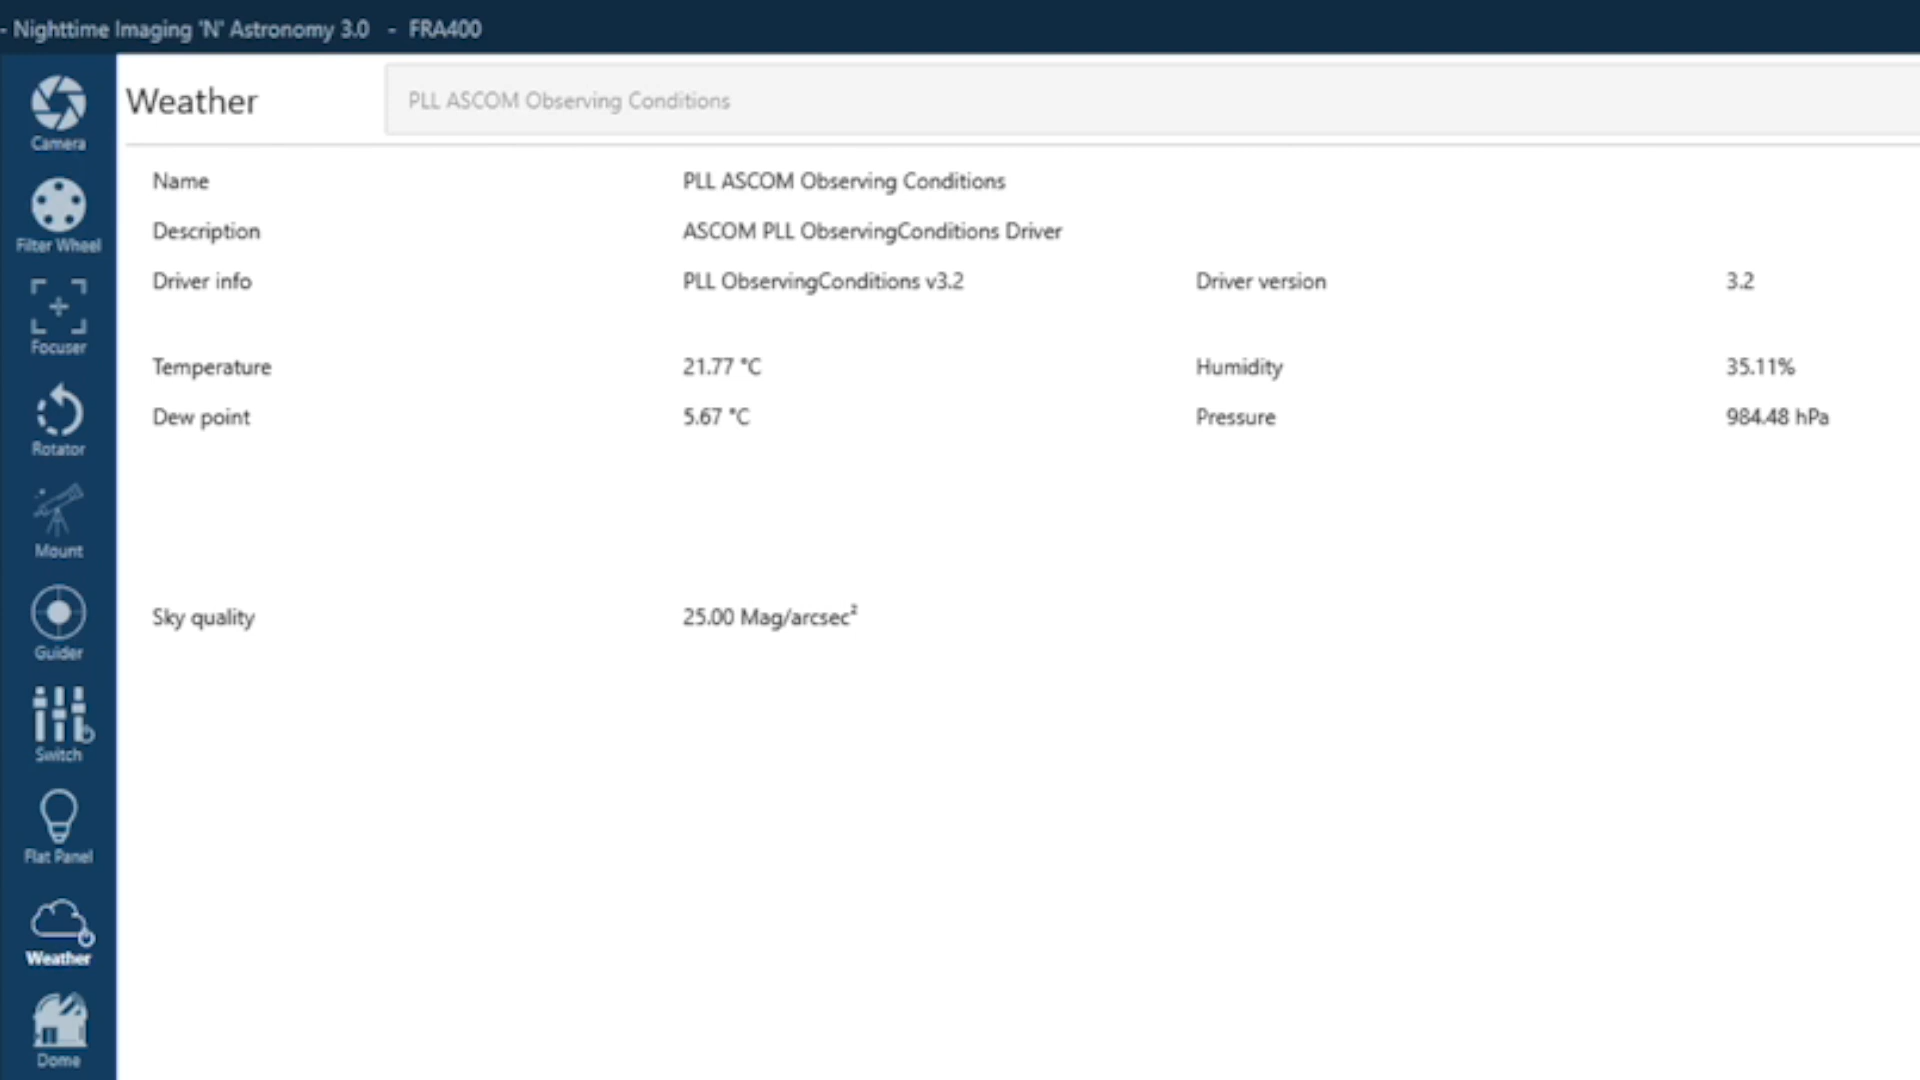 - Nighttime Imaging 'N' Astronomy 3.0 - FRA400
Camera
Filter Wheel
Focuser
Rotator
Mount
Guider
Switch
Flat Panel
Weather
Dome
Weather
PLL ASCOM Observing Conditions
Name PLL ASCOM Observing Conditions
Description ASCOM PLL ObservingConditions Driver
Driver info PLL ObservingConditions v3.2 Driver version 3.2
Temperature 21.77 °C Humidity 35.11%
Dew point 5.67 °C Pressure 984.48 hPa
Sky quality 25.00 Mag/arcsec²